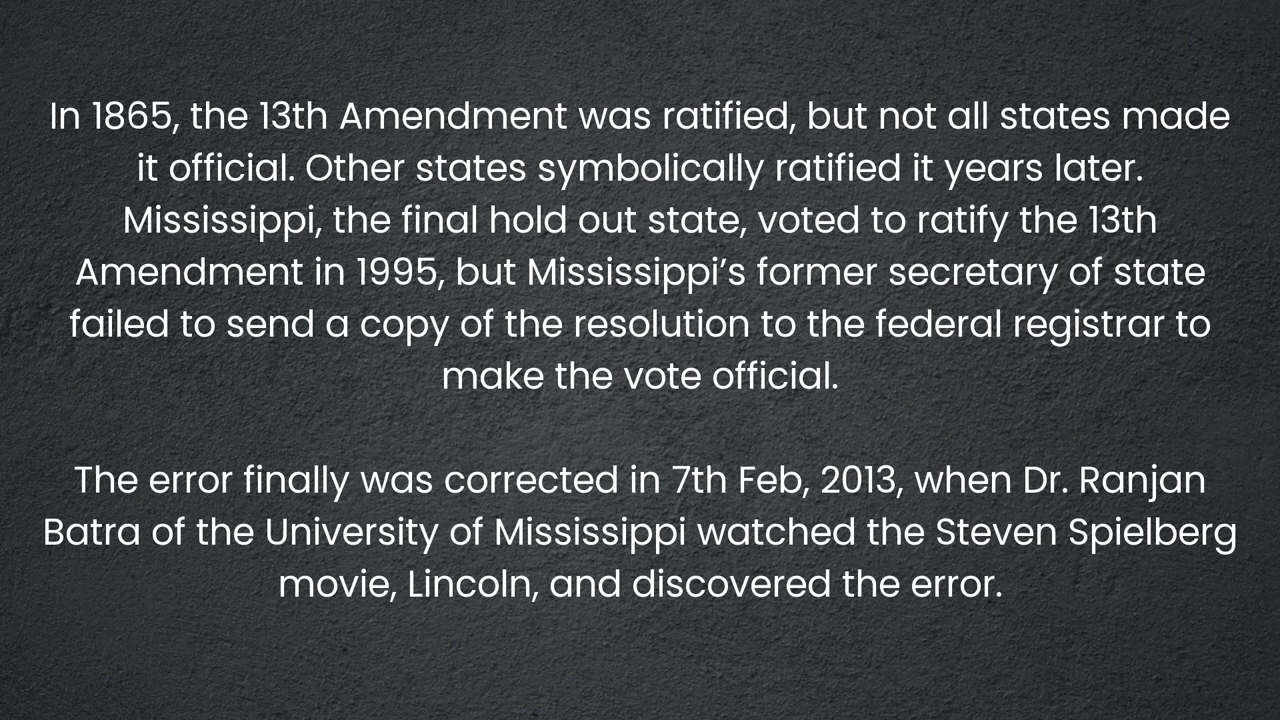 In 1865, the 13th Amendment was ratified, but not all states made
it official. Other states symbolically ratified it years later.
Mississippi, the final hold out state, voted to ratify the 13th
Amendment in 1995, but Mississippi’s former secretary of state
failed to send a copy of the resolution to the federal registrar to
make the vote official.
The error finally was corrected in 7th Feb, 2013, when Dr. Ranjan
Batra of the University of Mississippi watched the Steven Spielberg
movie, Lincoln, and discovered the error.